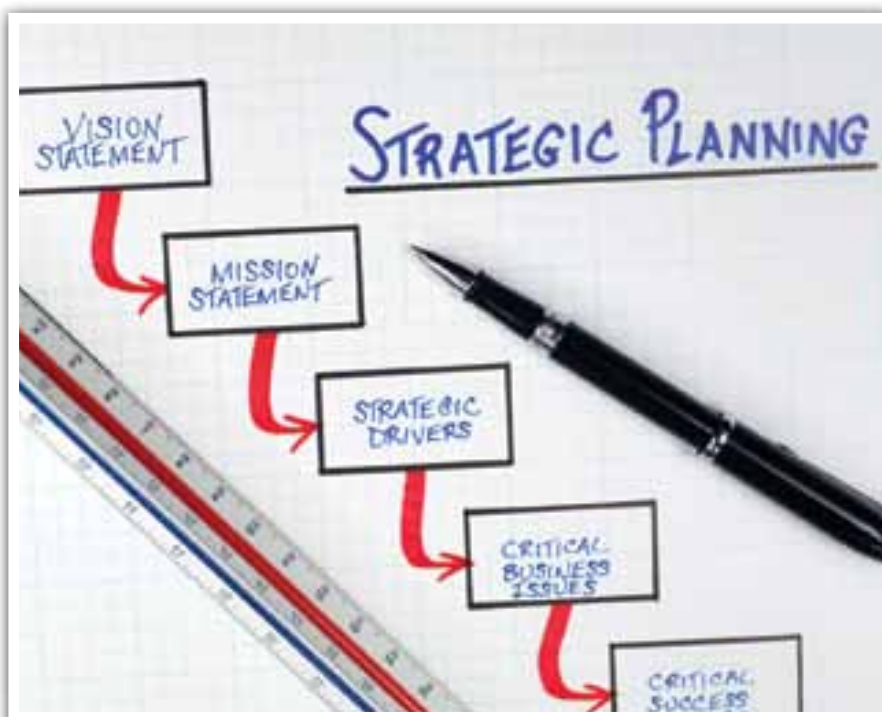 STRATEGIC PLANNING
VISION
STATEMENT
MISSION
STATEMENT
STRATEGIC
DRIVERS
CRITICAL
BUSINESS
ISSUES
CRITICAL
SUCCESS